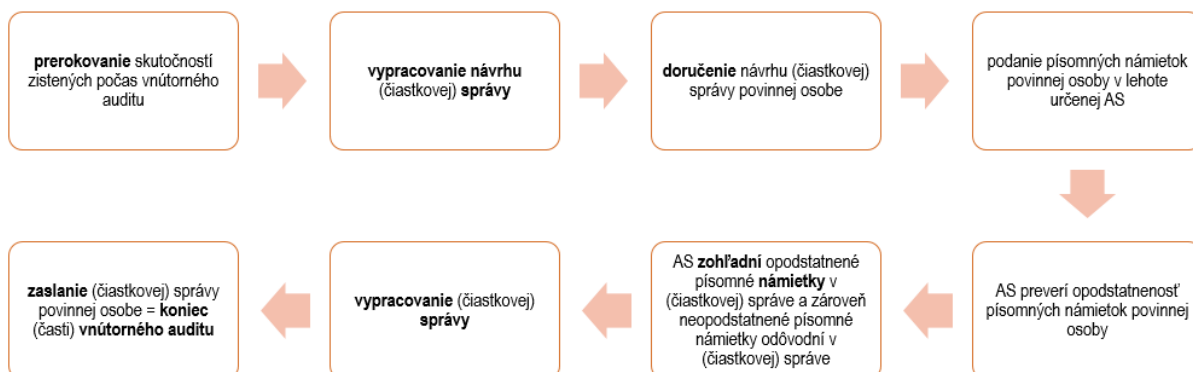 prerokovanie skutočností
zistených počas vnútorného
auditu
vypracovanie návrhu
(čiastkovej) správy
doručenie návrhu (čiastkovej)
správy povinnej osobe
podanie písomných námietok
povinnej osoby v lehote
určenej AS
AS preverí opodstatnenosť
písomných námietok povinnej
osoby
AS zohľadní opodstatnené
písomné námietky v
(čiastkovej) správe a zároveň
neopodstatnené písomné
námietky odôvodní v
(čiastkovej) správe
vypracovanie (čiastkovej)
správy
zaslanie (čiastkovej) správy
povinnej osobe = koniec
(časti) vnútorného auditu